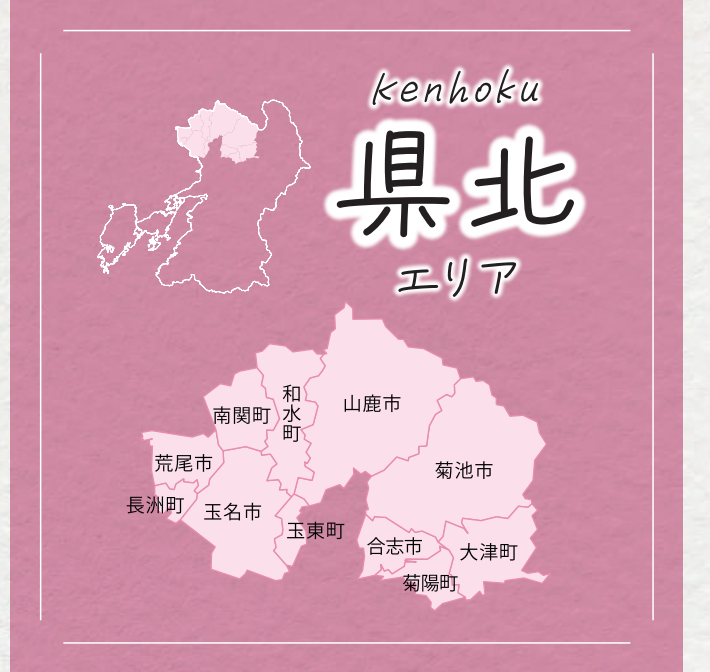 kenhoku
県北
エリア
山鹿市
和水町
南関町
荒尾市
菊池市
長洲町
玉名市
玉東町
合志市
大津町
菊陽町